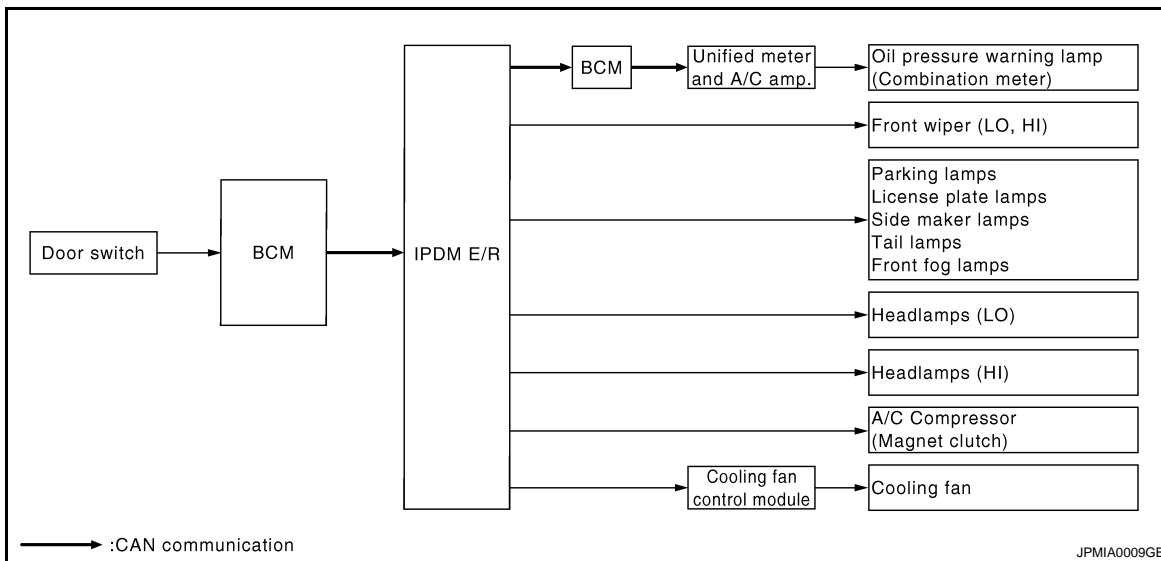 Door switch
BCM
IPDM E/R
BCM
Unified meter
and A/C amp.
Oil pressure warning lamp
(Combination meter)
Front wiper (LO, HI)
Parking lamps
License plate lamps
Side maker lamps
Tail lamps
Front fog lamps
Headlamps (LO)
Headlamps (HI)
A/C Compressor
(Magnet clutch)
Cooling fan
control module
Cooling fan
:CAN communication
JPMIA0009GB